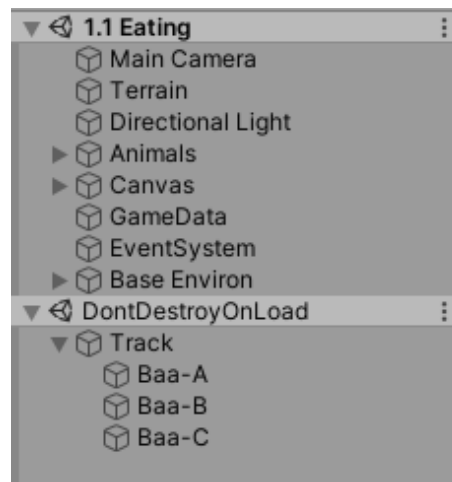 1.1 Eating
Main Camera
Terrain
Directional Light
Animals
Canvas
GameData
EventSystem
Base Environ
DontDestroyOnLoad
Track
Baa-A
Baa-B
Baa-C